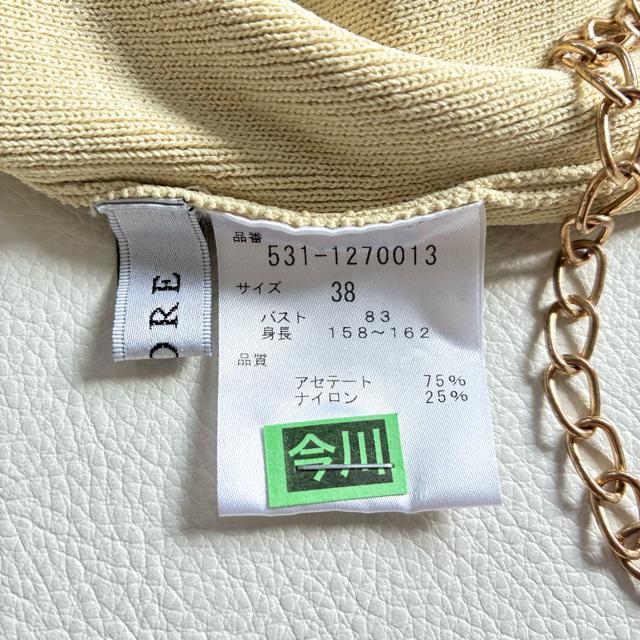 ORE
品番
531-1270013
サイズ 38
バスト 83
身長 158～162
品質
アセテート 75%
ナイロン 25%
今川